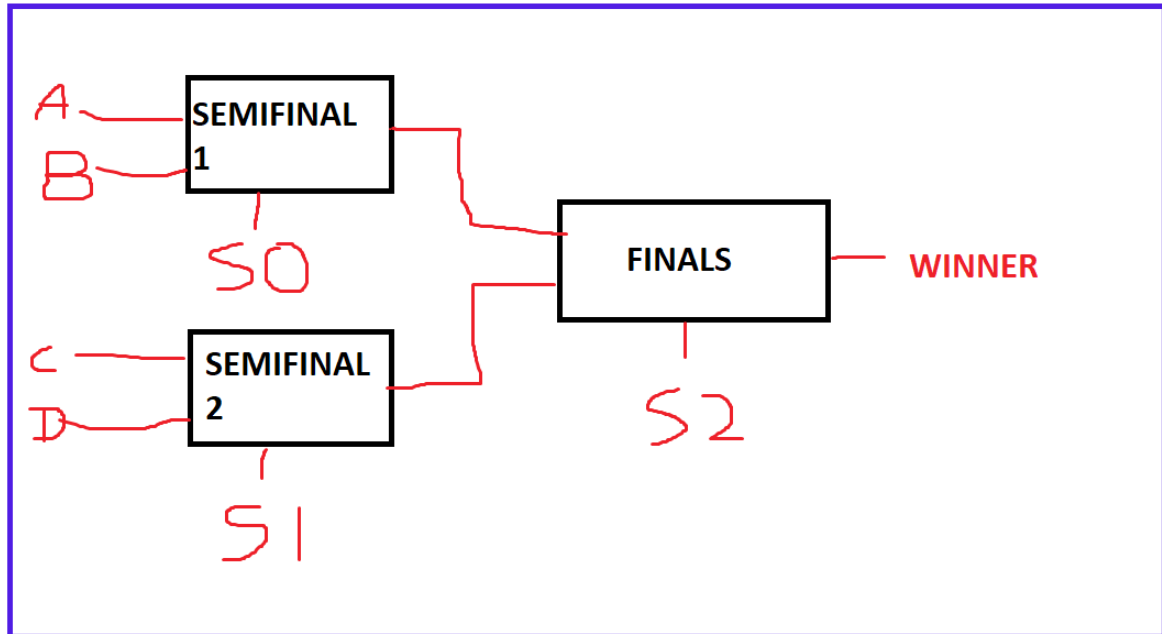 A
SEMIFINAL
1
B
S0
FINALS
WINNER
C
SEMIFINAL
2
D
S2
S1